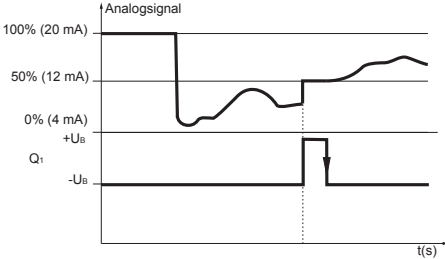 Analogsignal
100% (20 mA)
50% (12 mA)
0% (4 mA)
+UB
Q1
-UB
t(s)